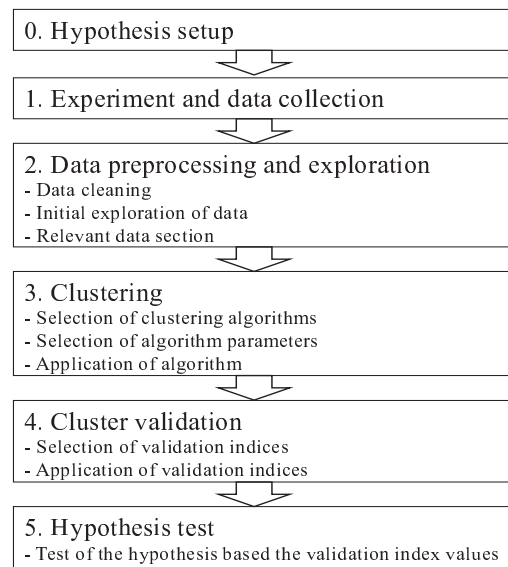 0. Hypothesis setup
1. Experiment and data collection
2. Data preprocessing and exploration
- Data cleaning
- Initial exploration of data
- Relevant data section
3. Clustering
- Selection of clustering algorithms
- Selection of algorithm parameters
- Application of algorithm
4. Cluster validation
- Selection of validation indices
- Application of validation indices
5. Hypothesis test
- Test of the hypothesis based the validation index values